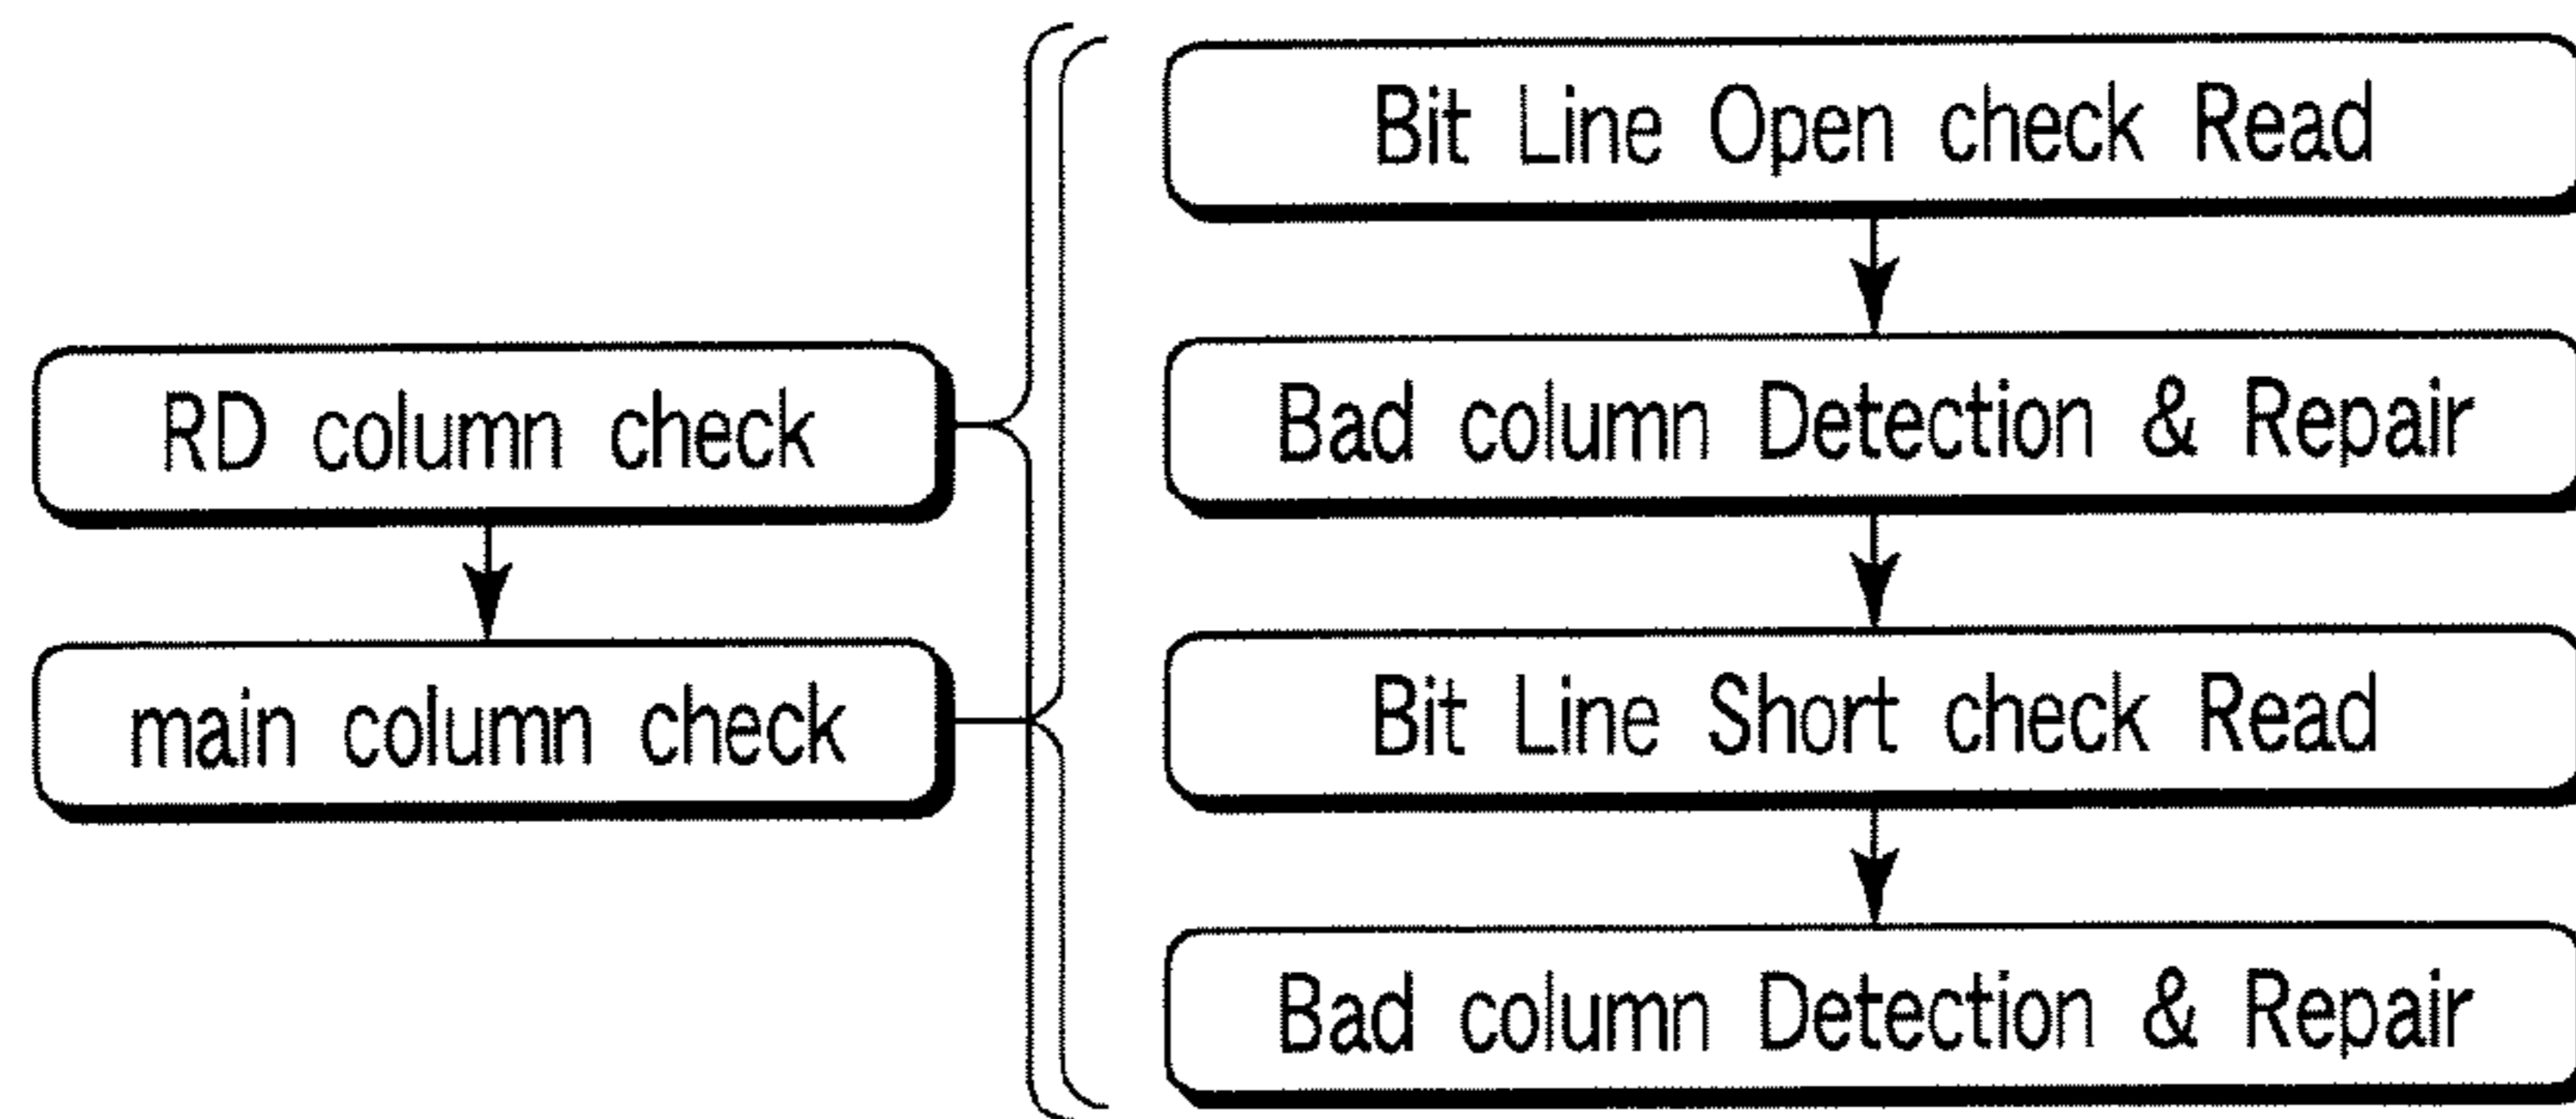 RD column check
main column check
Bit Line Open check Read
Bad column Detection & Repair
Bit Line Short check Read
Bad column Detection & Repair